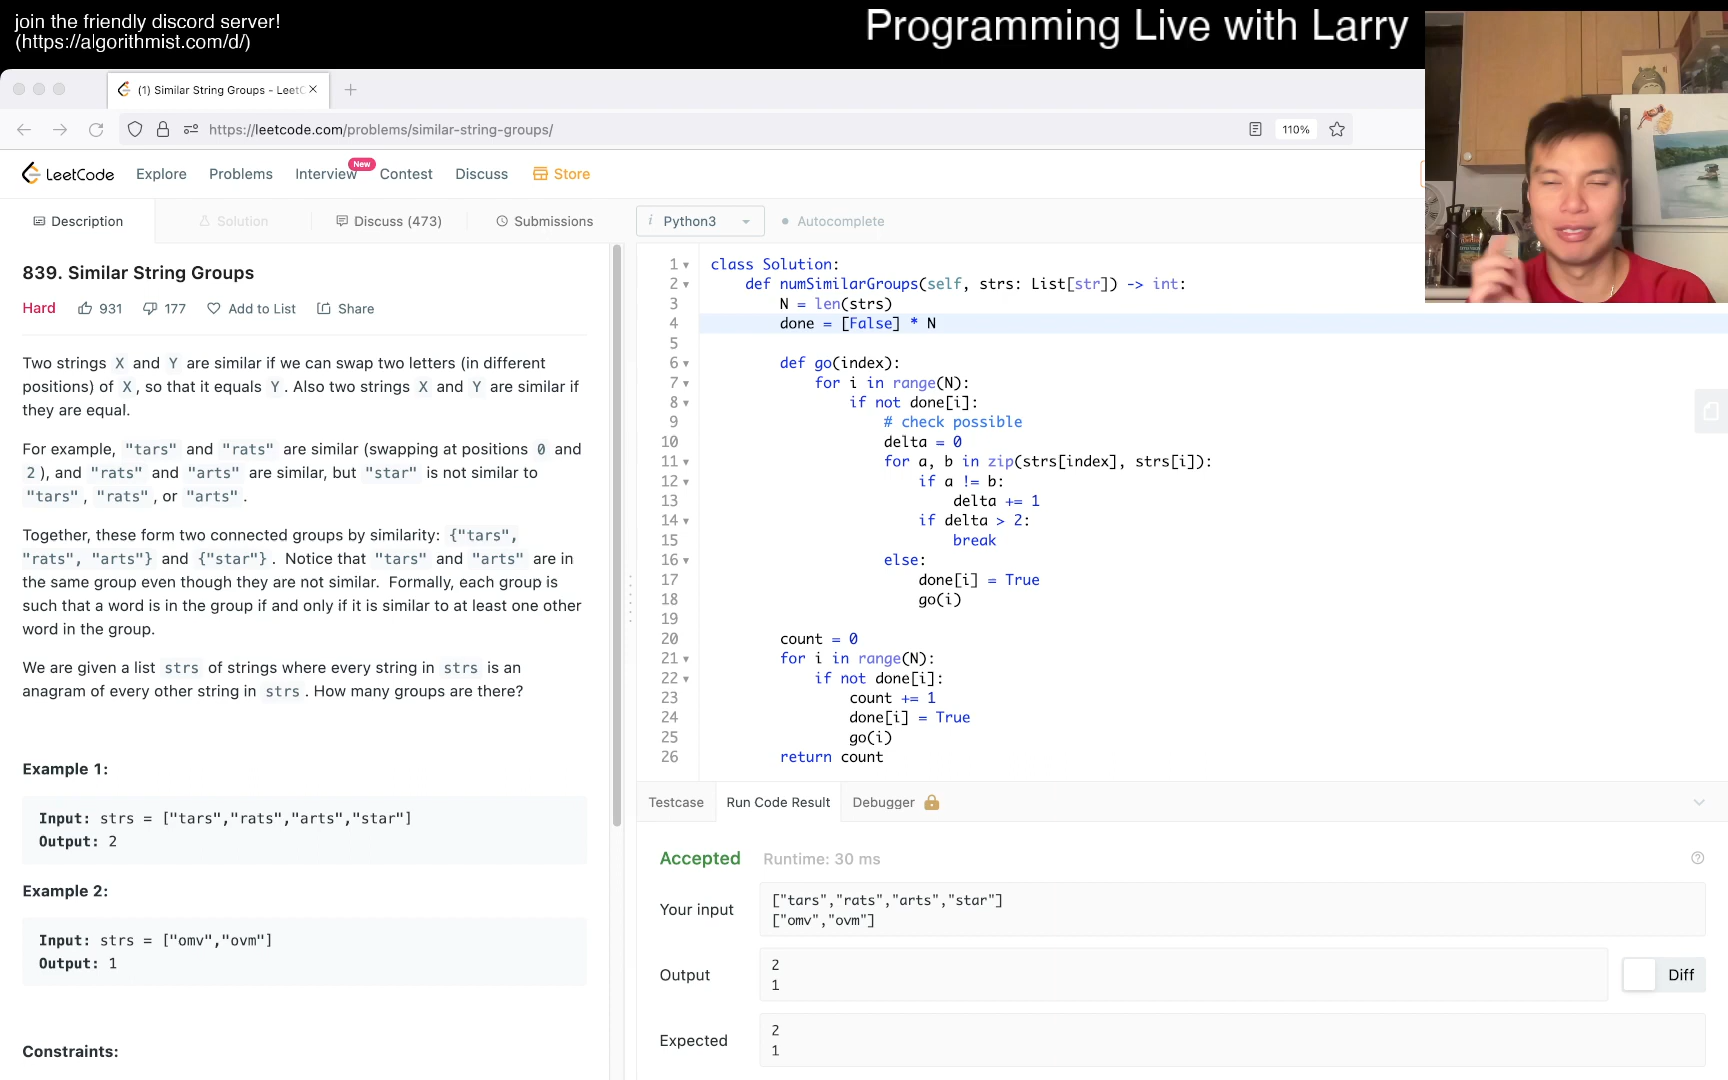 join the friendly discord server!
(https://algorithmist.com/d/)
Programming Live with Larry
(1) Similar String Groups - LeetC
https://leetcode.com/problems/similar-string-groups/
110%
LeetCode
Explore
Problems
Interview
New
Contest
Discuss
Store
Description
Solution
Discuss (473)
Submissions
i Python3
Autocomplete
839. Similar String Groups
Hard
931
177
Add to List
Share
Two strings X and Y are similar if we can swap two letters (in different
positions) of X, so that it equals Y. Also two strings X and Y are similar if
they are equal.
For example, "tars" and "rats" are similar (swapping at positions 0 and
2), and "rats" and "arts" are similar, but "star" is not similar to
"tars", "rats", or "arts".
Together, these form two connected groups by similarity: {"tars",
"rats", "arts"} and {"star"}. Notice that "tars" and "arts" are in
the same group even though they are not similar. Formally, each group is
such that a word is in the group if and only if it is similar to at least one other
word in the group.
We are given a list strs of strings where every string in strs is an
anagram of every other string in strs. How many groups are there?
Example 1:
Input: strs = ["tars","rats","arts","star"]
Output: 2
Example 2:
Input: strs = ["omv","ovm"]
Output: 1
Constraints:
1 class Solution:
2 def numSimilarGroups(self, strs: List[str]) -> int:
3 N = len(strs)
4 done = [False] * N
5
6 def go(index):
7 for i in range(N):
8 if not done[i]:
9 # check possible
10 delta = 0
11 for a, b in zip(strs[index], strs[i]):
12 if a != b:
13 delta += 1
14 if delta > 2:
15 break
16 else:
17 done[i] = True
18 go(i)
19
20 count = 0
21 for i in range(N):
22 if not done[i]:
23 count += 1
24 done[i] = True
25 go(i)
26 return count
Testcase
Run Code Result
Debugger
Accepted
Runtime: 30 ms
Your input
["tars","rats","arts","star"]
["omv","ovm"]
Output
2
1
Diff
Expected
2
1